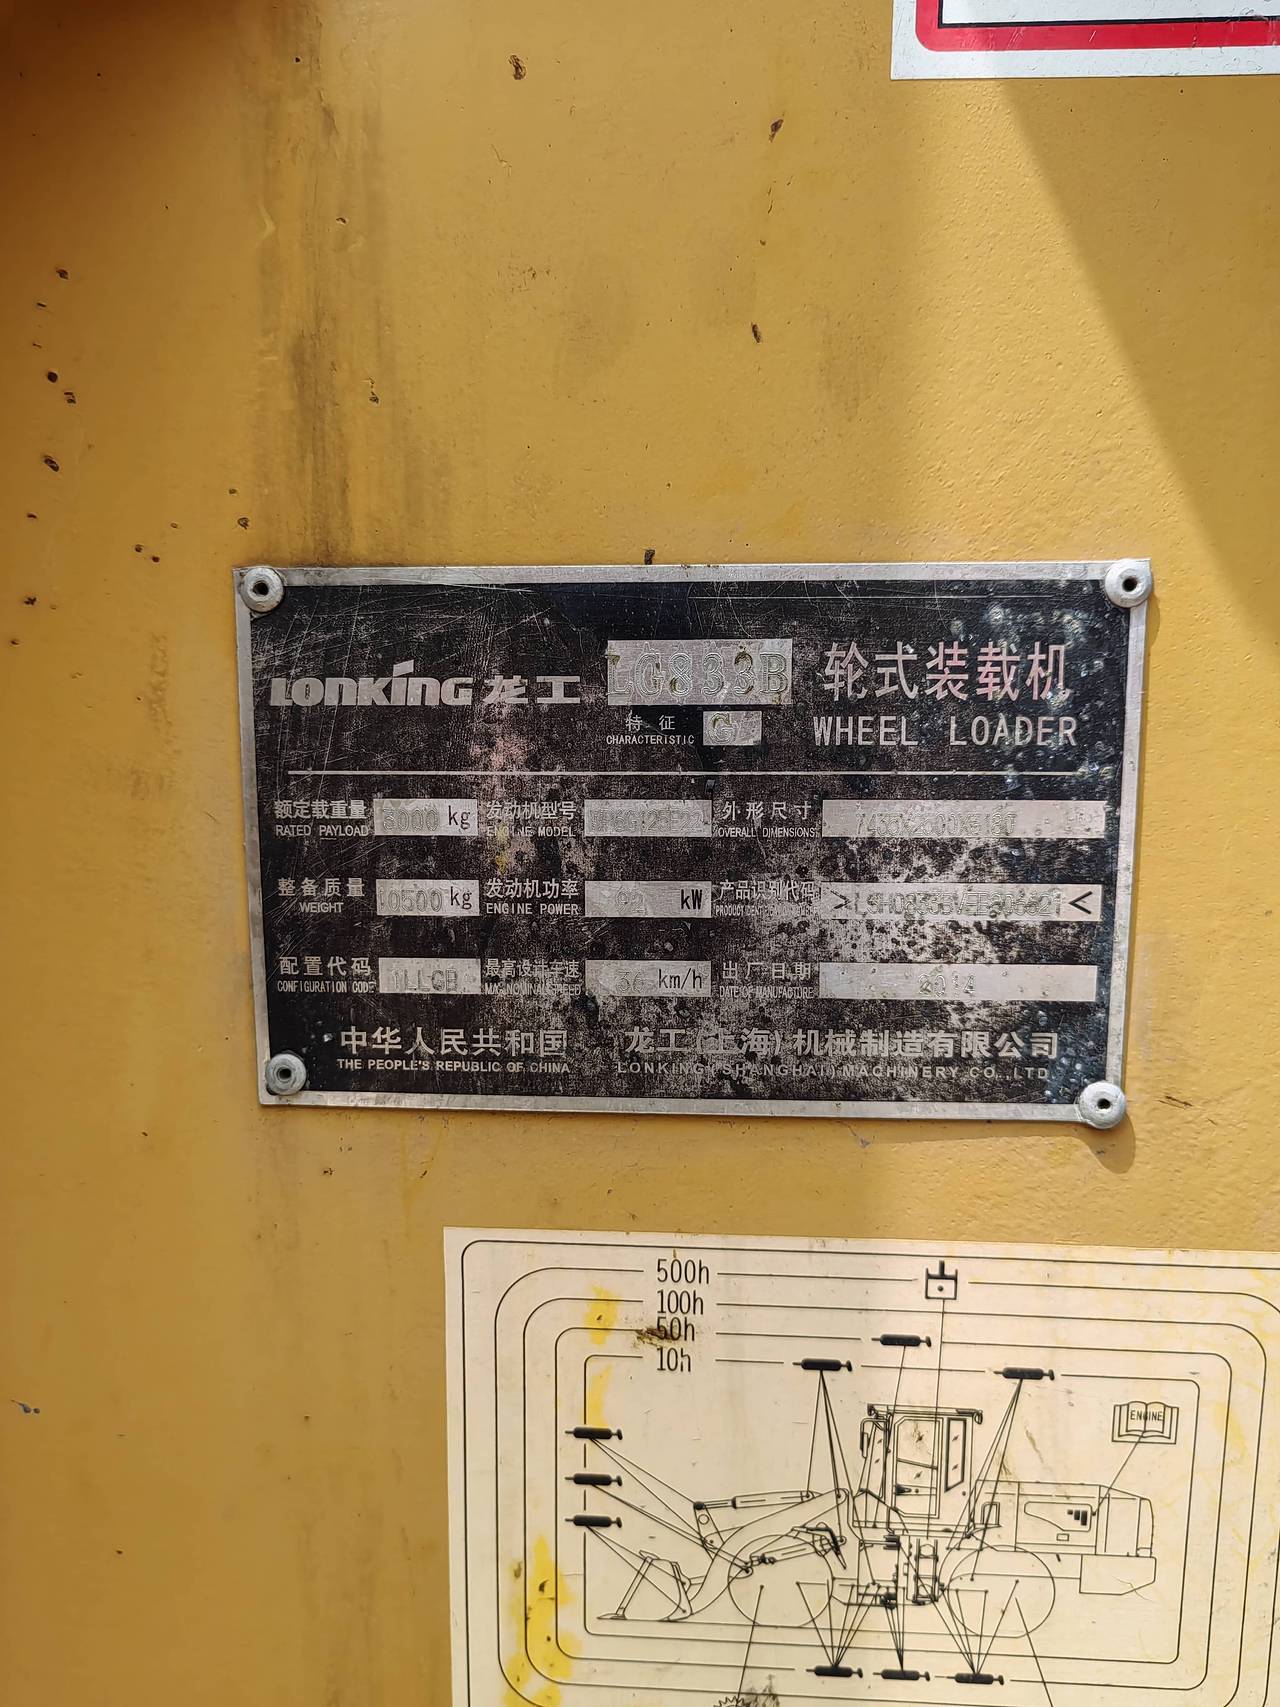 LONKING 龙工 LG833B 轮式装载机
特征
CHARACTERISTIC G WHEEL LOADER
额定载重量 kg 发动机型号 外形尺寸
RATED PAYLOAD ENGINE MODEL OVERALL DIMENSIONS
整备质量 10500 kg 发动机功率 92 kW 产品识别代码 > <
WEIGHT ENGINE POWER
配置代码 最高设计车速 36 km/h 出厂日期 2014
CONFIGURATION CODE MAX NOMINAL SPEED DATE OF MANUFACTURE
中华人民共和国 龙工(上海)机械制造有限公司
THE PEOPLE'S REPUBLIC OF CHINA LONKING (SHANGHAI) MACHINERY CO.,LTD
500h
100h
50h
10h
ENGINE